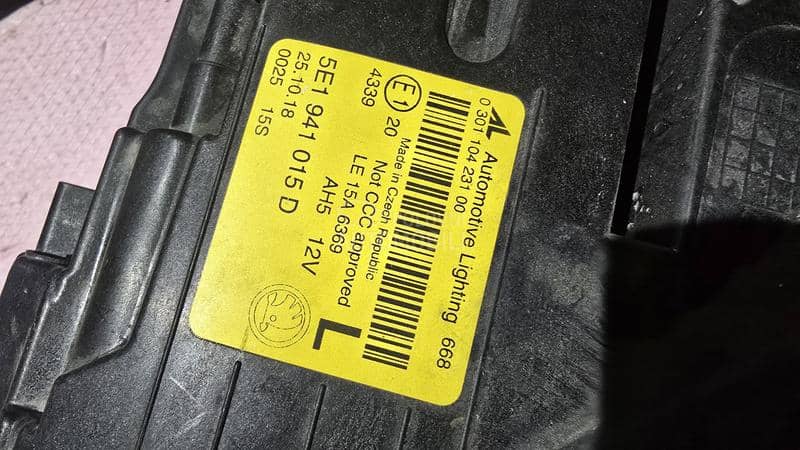 Automotive Lighting 668
0 301 104 231 00
E1
20
4339
Made in Czech Republic
Not CCC approved
LE 15A 6369
AH5 12V
L
5E1 941 015 D
25.10.18
0025 15S